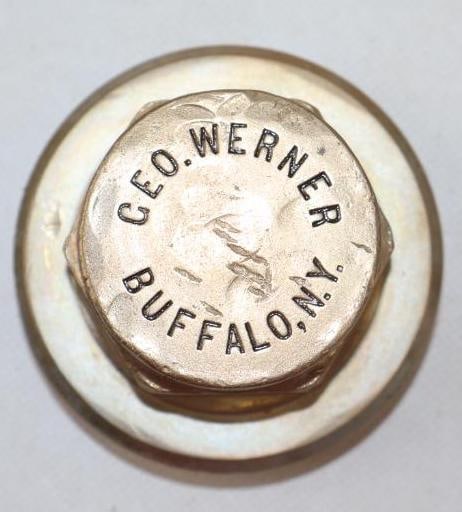 GEO. WERNER
BUFFALO, N.Y.